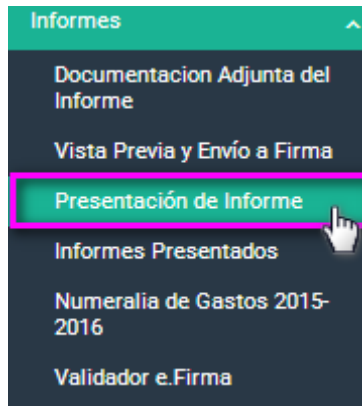 Informes
Documentacion Adjunta del
Informe
Vista Previa y Envío a Firma
Presentación de Informe
Informes Presentados
Numeralia de Gastos 2015-
2016
Validador e.Firma